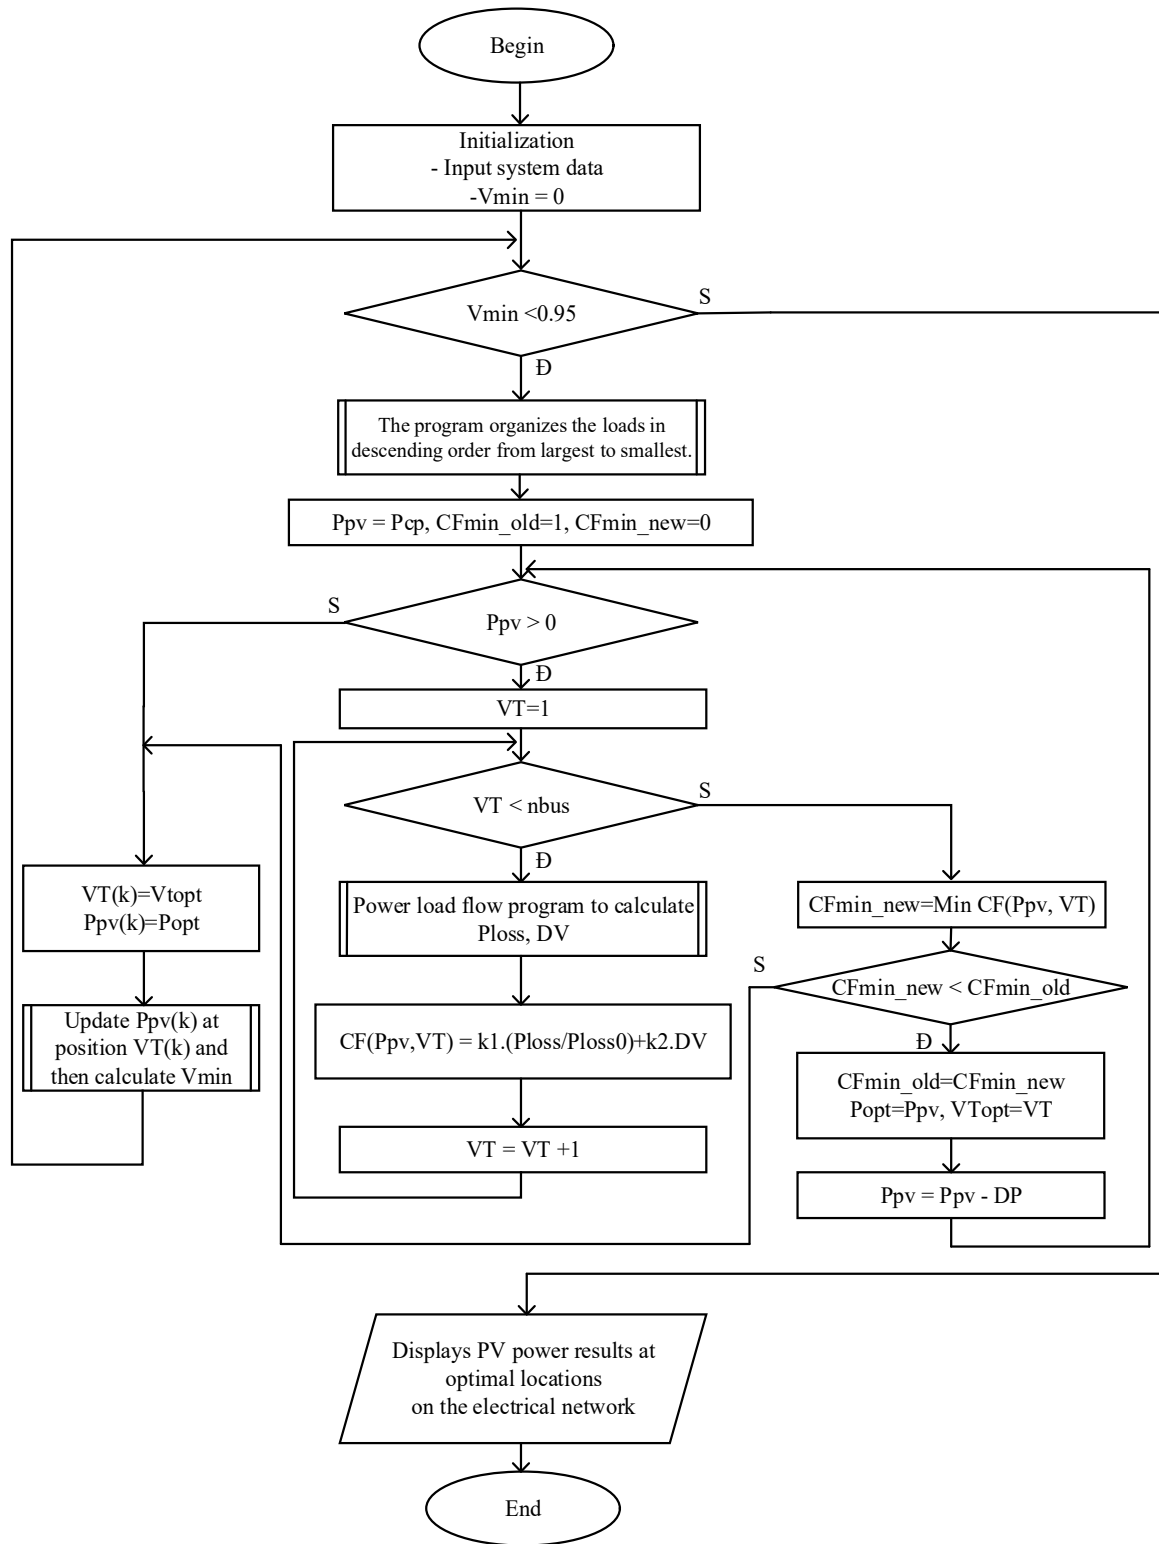 Begin
Initialization
- Input system data
-Vmin = 0
Vmin <0.95
S
Đ
The program organizes the loads in
descending order from largest to smallest.
Ppv = Pcp, CFmin_old=1, CFmin_new=0
S
Ppv > 0
Đ
VT=1
VT < nbus
S
Đ
VT(k)=Vtopt
Ppv(k)=Popt
Power load flow program to calculate
Ploss, DV
CFmin_new=Min CF(Ppv, VT)
S
CFmin_new < CFmin_old
Đ
Update Ppv(k) at
position VT(k) and
then calculate Vmin
CF(Ppv,VT) = k1.(Ploss/Ploss0)+k2.DV
CFmin_old=CFmin_new
Popt=Ppv, VTopt=VT
VT = VT +1
Ppv = Ppv - DP
Displays PV power results at
optimal locations
on the electrical network
End